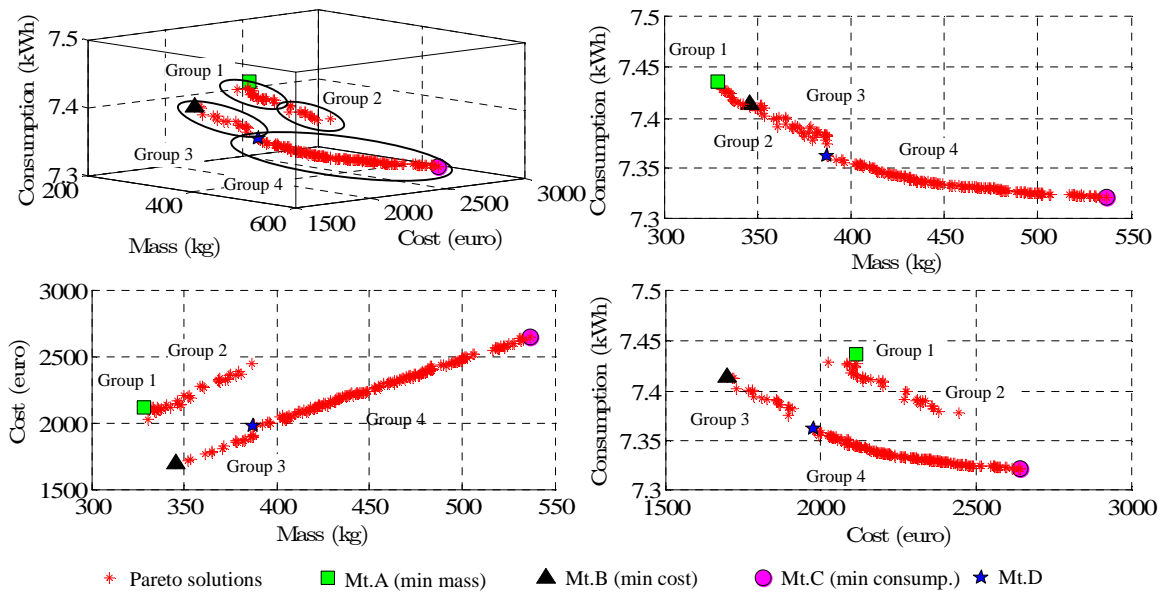 7.5
7.4
7.3
200
400
600
1500
2000
2500
3000
Consumption (kWh)
Mass (kg)
Cost (euro)
Group 1
Group 2
Group 3
Group 4
7.5
7.45
7.4
7.35
7.3
300
350
400
450
500
550
Consumption (kWh)
Mass (kg)
Group 1
Group 3
Group 2
Group 4
3000
2500
2000
1500
300
350
400
450
500
550
Cost (euro)
Mass (kg)
Group 2
Group 1
Group 4
Group 3
7.5
7.45
7.4
7.35
7.3
1500
2000
2500
3000
Consumption (kWh)
Cost (euro)
Group 1
Group 2
Group 3
Group 4
Pareto solutions
Mt.A (min mass)
Mt.B (min cost)
Mt.C (min consump.)
Mt.D